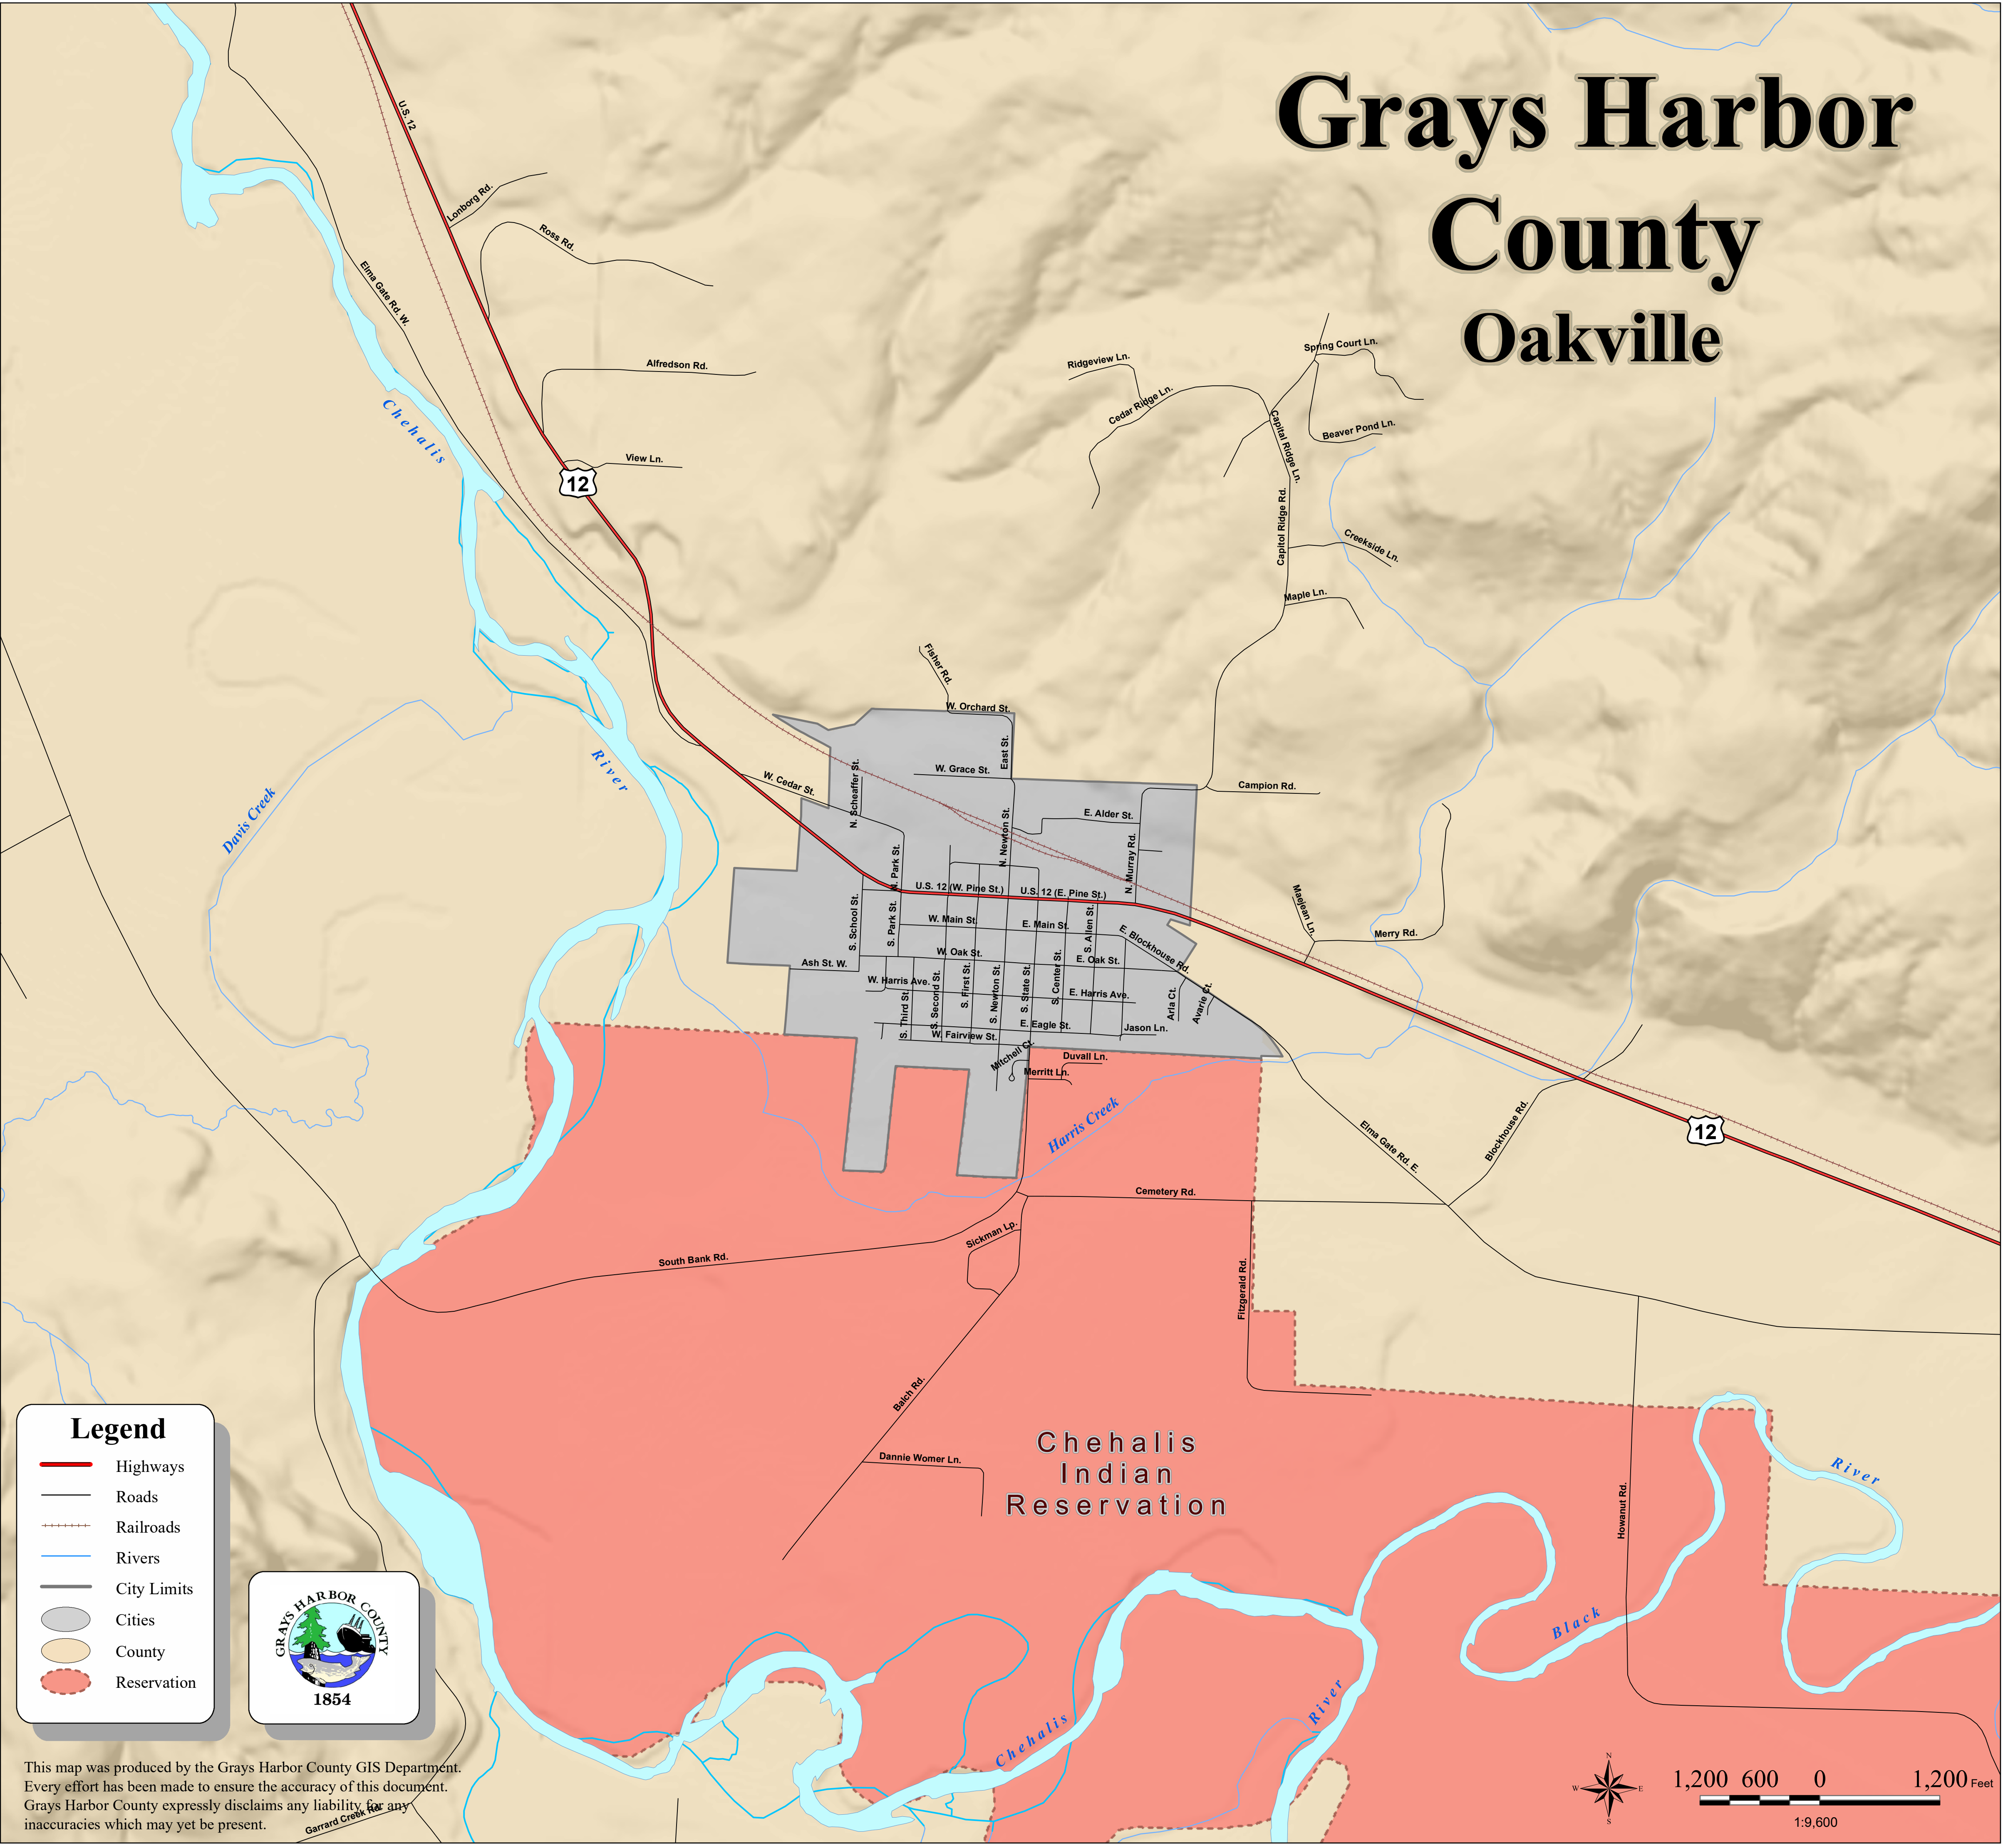 Grays Harbor
County
Oakville
U.S. 12
Lonborg Rd.
Ross Rd.
Elma Gate Rd. W.
Alfredson Rd.
View Ln.
12
Chehalis
River
Davis Creek
Ridgeview Ln.
Cedar Ridge Ln.
Spring Court Ln.
Capital Ridge Ln.
Beaver Pond Ln.
Capitol Ridge Rd.
Creekside Ln.
Maple Ln.
Fisher Rd.
W. Orchard St.
East St.
W. Grace St.
W. Cedar St.
N. Scheaffer St.
Campion Rd.
E. Alder St.
N. Newton St.
N. Murray Rd.
N. Park St.
U.S. 12 (W. Pine St.)
U.S. 12 (E. Pine St.)
S. School St.
S. Park St.
W. Main St.
E. Main St.
S. Allen St.
E. Blockhouse Rd.
Maejean Ln.
Merry Rd.
W. Oak St.
E. Oak St.
Ash St. W.
W. Harris Ave.
E. Harris Ave.
S. Third St.
S. Second St.
S. First St.
S. Newton St.
S. State St.
S. Center St.
Arla Ct.
Avarie Ct.
E. Eagle St.
Jason Ln.
W. Fairview St.
Mitchell Ct.
Duvall Ln.
Merritt Ln.
Harris Creek
Elma Gate Rd. E.
Blockhouse Rd.
12
Cemetery Rd.
Sickman Lp.
South Bank Rd.
Fitzgerald Rd.
Balch Rd.
Dannie Womer Ln.
Chehalis
Indian
Reservation
Howanut Rd.
River
Black
River
Chehalis
Legend
Highways
Roads
Railroads
Rivers
City Limits
Cities
County
Reservation
GRAYS HARBOR COUNTY
1854
This map was produced by the Grays Harbor County GIS Department.
Every effort has been made to ensure the accuracy of this document.
Grays Harbor County expressly disclaims any liability for any
inaccuracies which may yet be present.
Garrard Creek Rd.
N
W
E
S
1,200 600 0 1,200 Feet
1:9,600